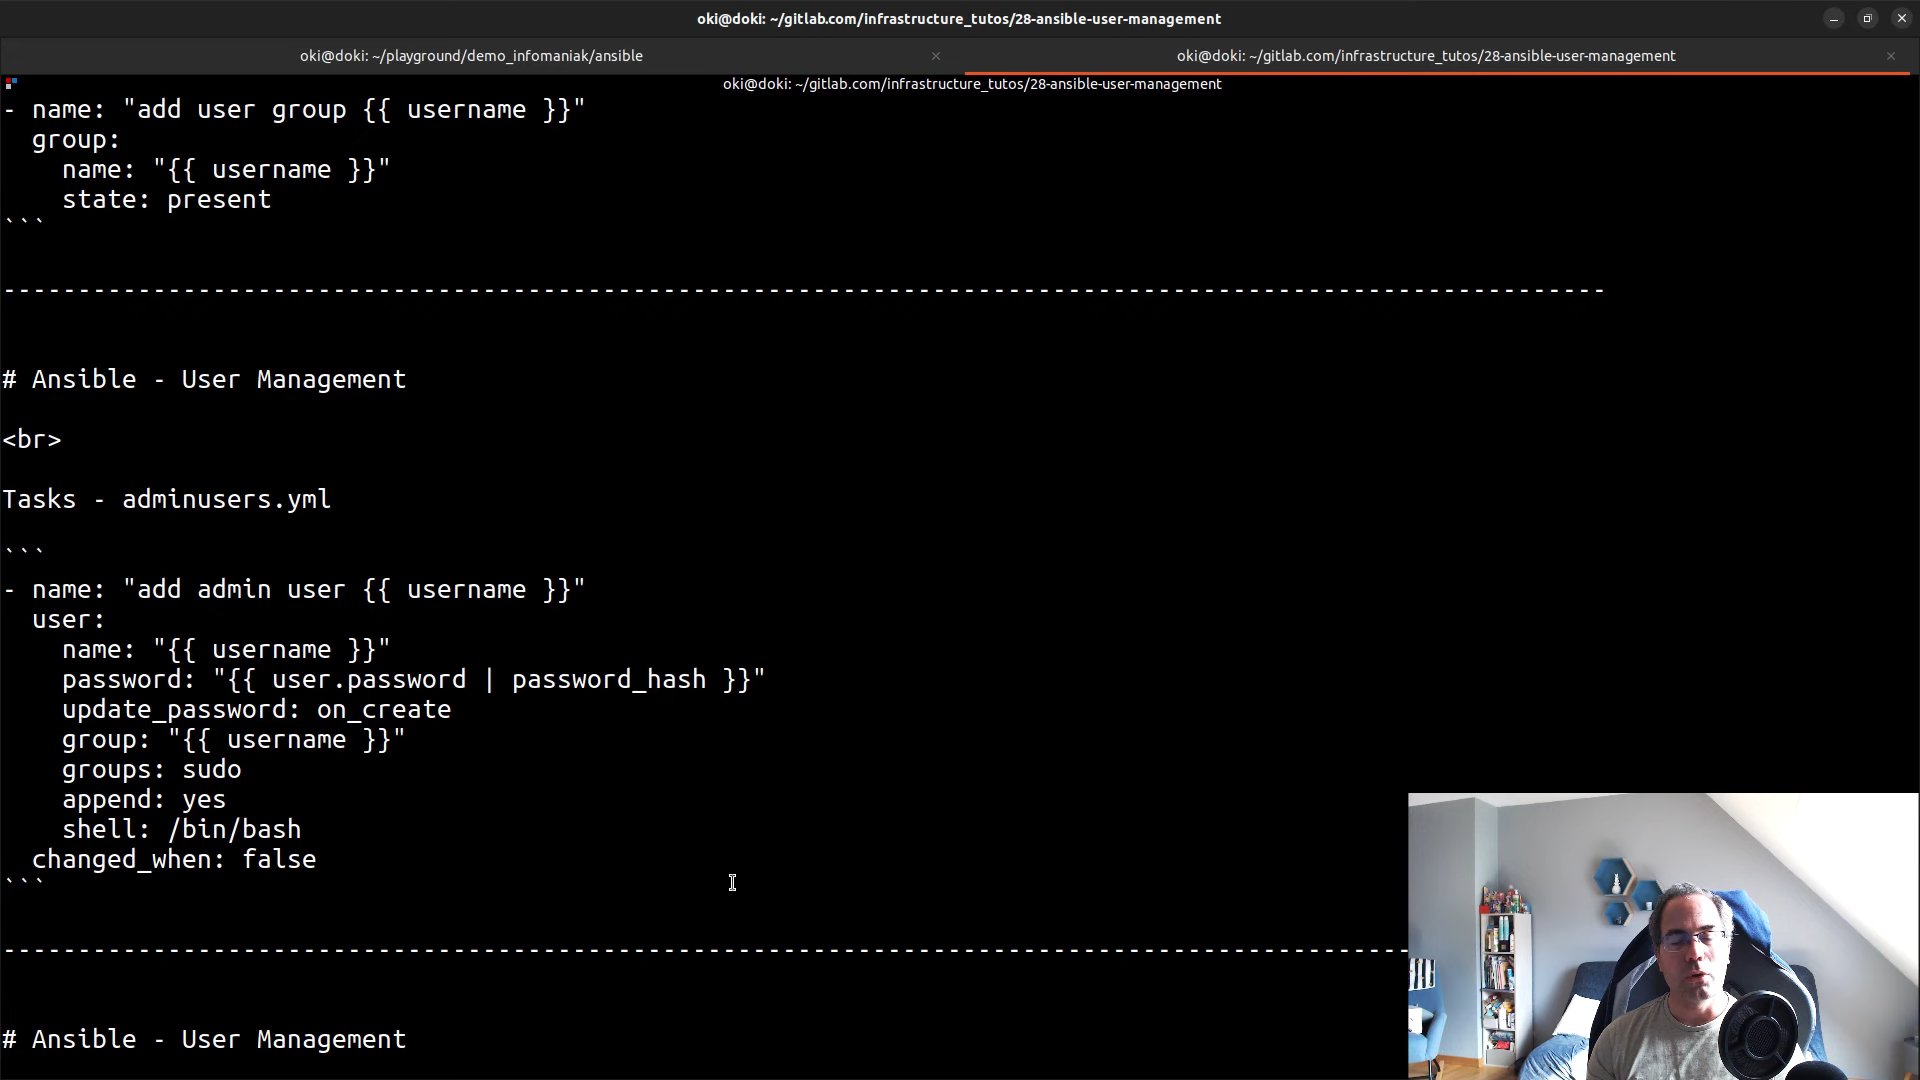 oki@doki: ~/gitlab.com/infrastructure_tutos/28-ansible-user-management
oki@doki: ~/playground/demo_infomaniak/ansible
oki@doki: ~/gitlab.com/infrastructure_tutos/28-ansible-user-management
oki@doki: ~/gitlab.com/infrastructure_tutos/28-ansible-user-management
- name: "add user group {{ username }}"
  group:
    name: "{{ username }}"
    state: present
```
-----------------------------------------------------------------------------------------------------------
# Ansible - User Management
<br>
Tasks - adminusers.yml
```
- name: "add admin user {{ username }}"
  user:
    name: "{{ username }}"
    password: "{{ user.password | password_hash }}"
    update_password: on_create
    group: "{{ username }}"
    groups: sudo
    append: yes
    shell: /bin/bash
  changed_when: false
```
----------------------------------------------------------------------------------------------
# Ansible - User Management